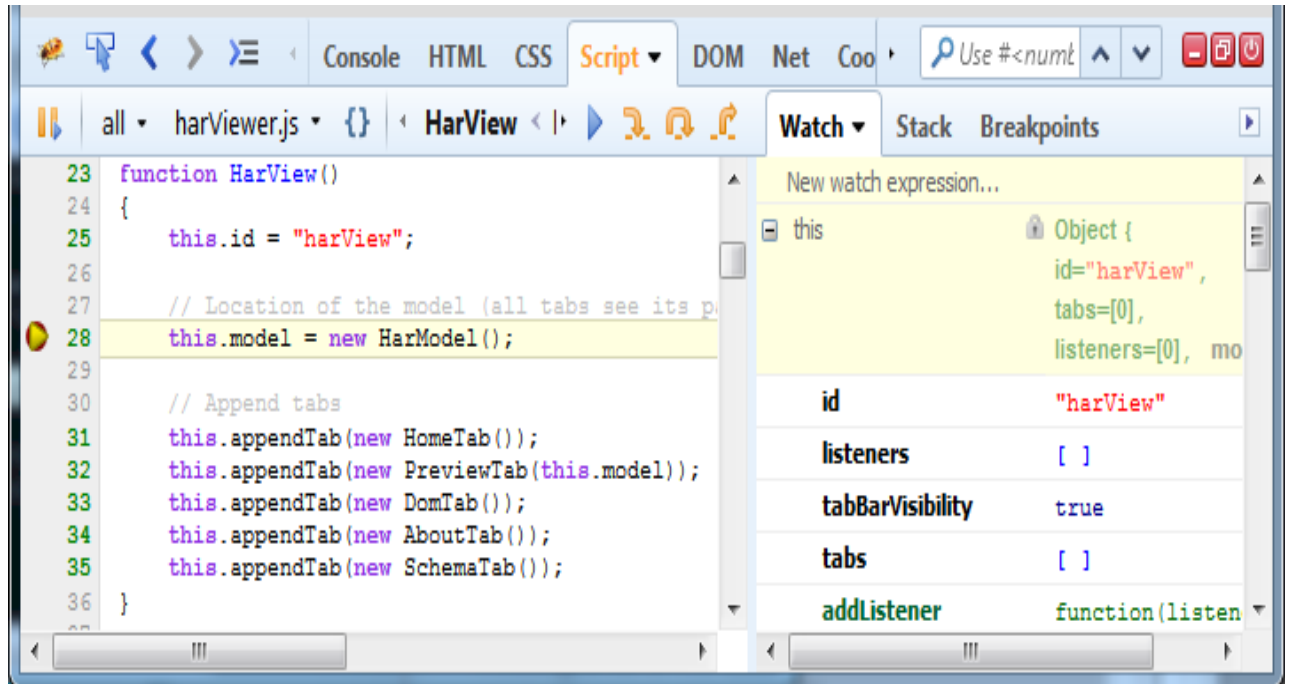 Console HTML CSS Script DOM Net Coo Use #<numb
all harViewer.js {} HarView Watch Stack Breakpoints
23 function HarView()
24 {
25 this.id = "harView";
26
27 // Location of the model (all tabs see its p
28 this.model = new HarModel();
29
30 // Append tabs
31 this.appendTab(new HomeTab());
32 this.appendTab(new PreviewTab(this.model));
33 this.appendTab(new DomTab());
34 this.appendTab(new AboutTab());
35 this.appendTab(new SchemaTab());
36 }
New watch expression...
this Object {
id="harView",
tabs=[0],
listeners=[0], mo
id "harView"
listeners [ ]
tabBarVisibility true
tabs [ ]
addListener function(listen